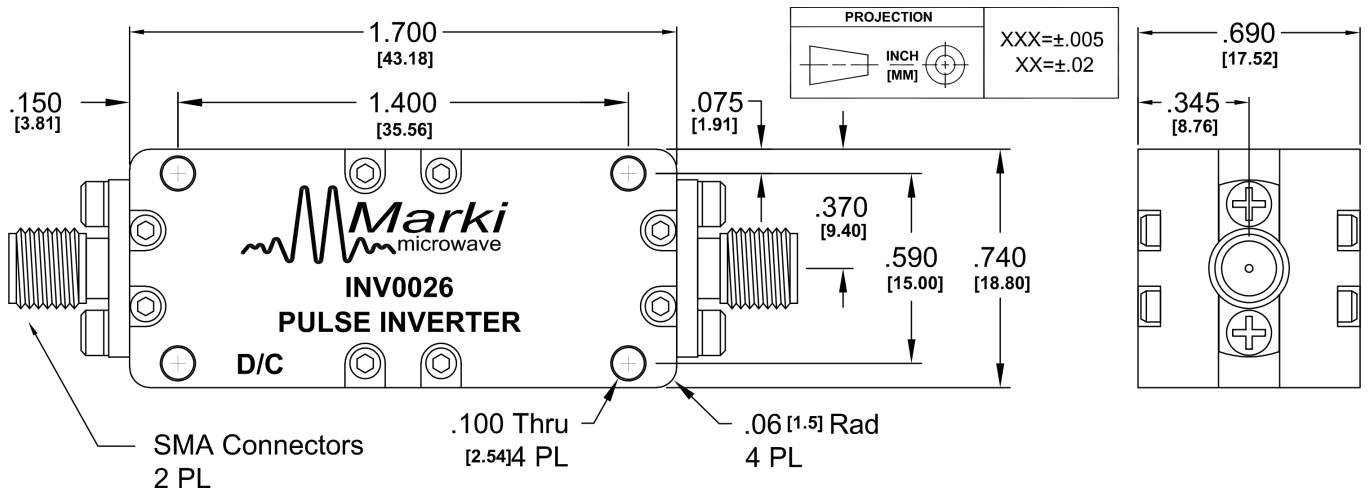 1.700
[43.18]
PROJECTION
INCH
[MM]
XXX=±.005
XX=±.02
.690
[17.52]
.150
[3.81]
1.400
[35.56]
.075
[1.91]
.345
[8.76]
Marki
microwave
INV0026
PULSE INVERTER
D/C
.370
[9.40]
.590
[15.00]
.740
[18.80]
SMA Connectors
2 PL
.100 Thru
[2.54]4 PL
.06 [1.5] Rad
4 PL